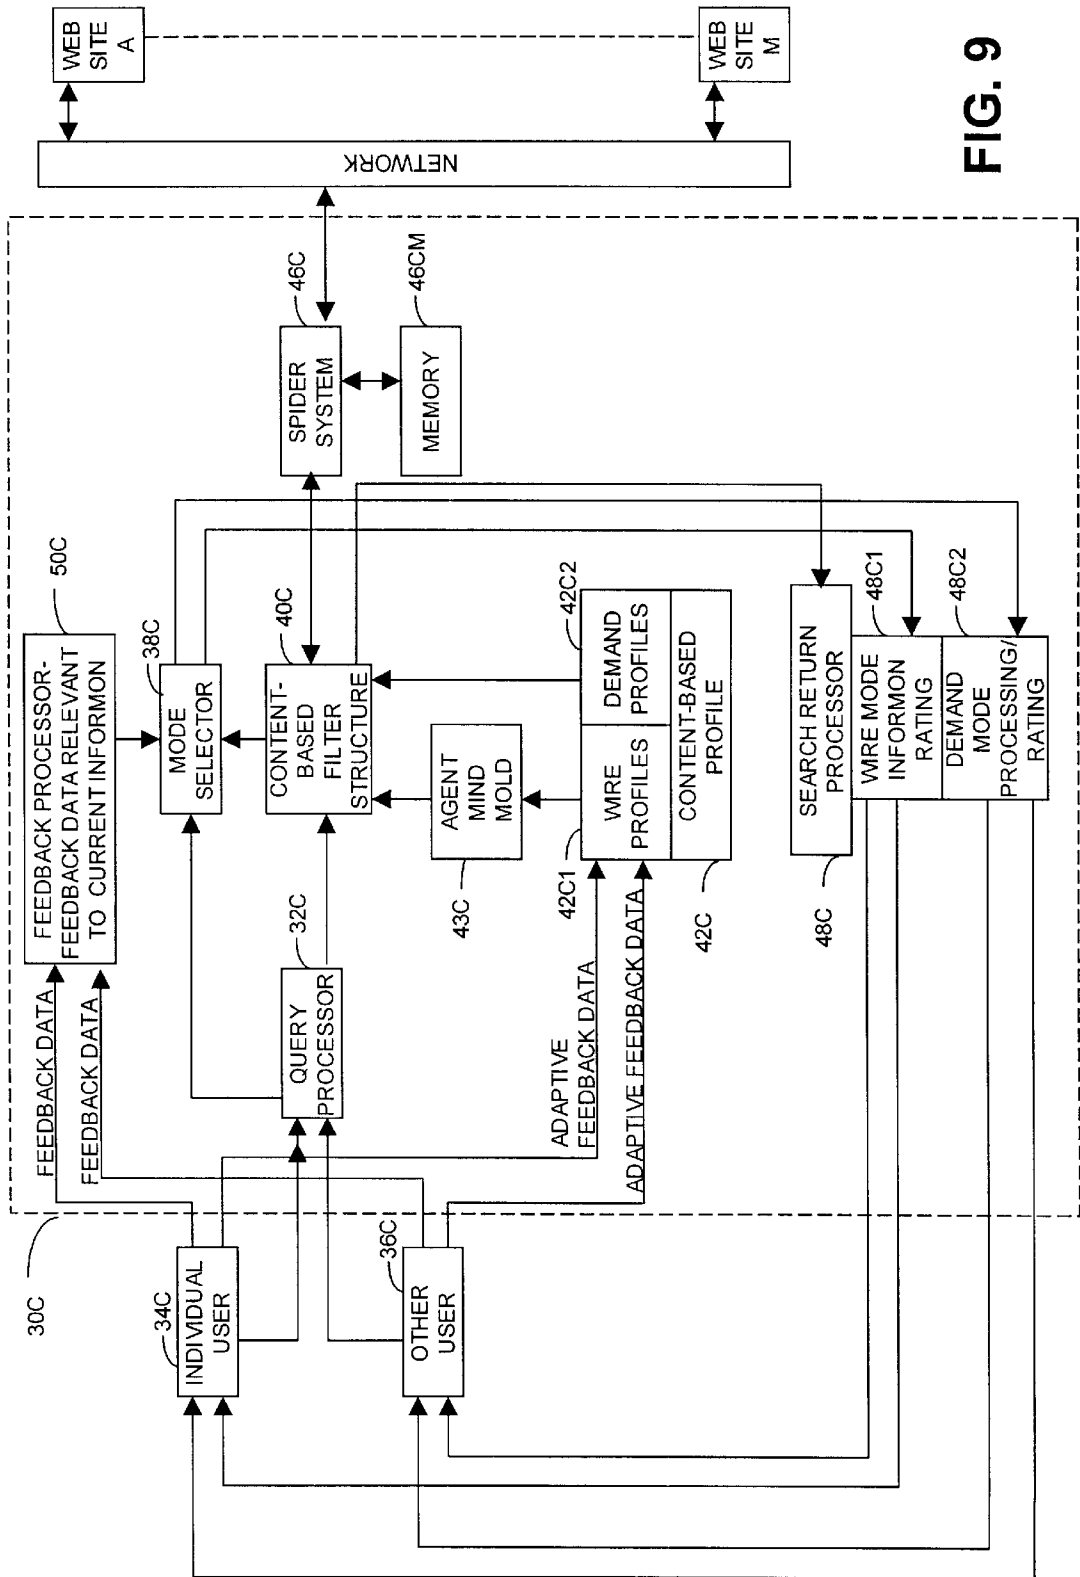 FEEDBACK PROCESSOR-
FEEDBACK DATA RELEVANT
TO CURRENT INFORMON
50C
WEB
SITE
A
FEEDBACK DATA
FEEDBACK DATA
MODE
SELECTOR
38C
30C
34C
INDIVIDUAL
USER
QUERY
PROCESSOR
32C
CONTENT-
BASED
FILTER
STRUCTURE
40C
SPIDER
SYSTEM
46C
NETWORK
OTHER
USER
36C
AGENT
MIND
MOLD
43C
MEMORY
46CM
ADAPTIVE
FEEDBACK DATA
ADAPTIVE FEEDBACK DATA
42C1
WIRE
PROFILES
DEMAND PROFILES
42C2
CONTENT-BASED
PROFILE
42C
WEB
SITE
M
SEARCH RETURN
PROCESSOR
48C
WIRE MODE
INFORMON
RATING
48C1
DEMAND
MODE
PROCESSING/
RATING
48C2
FIG. 9